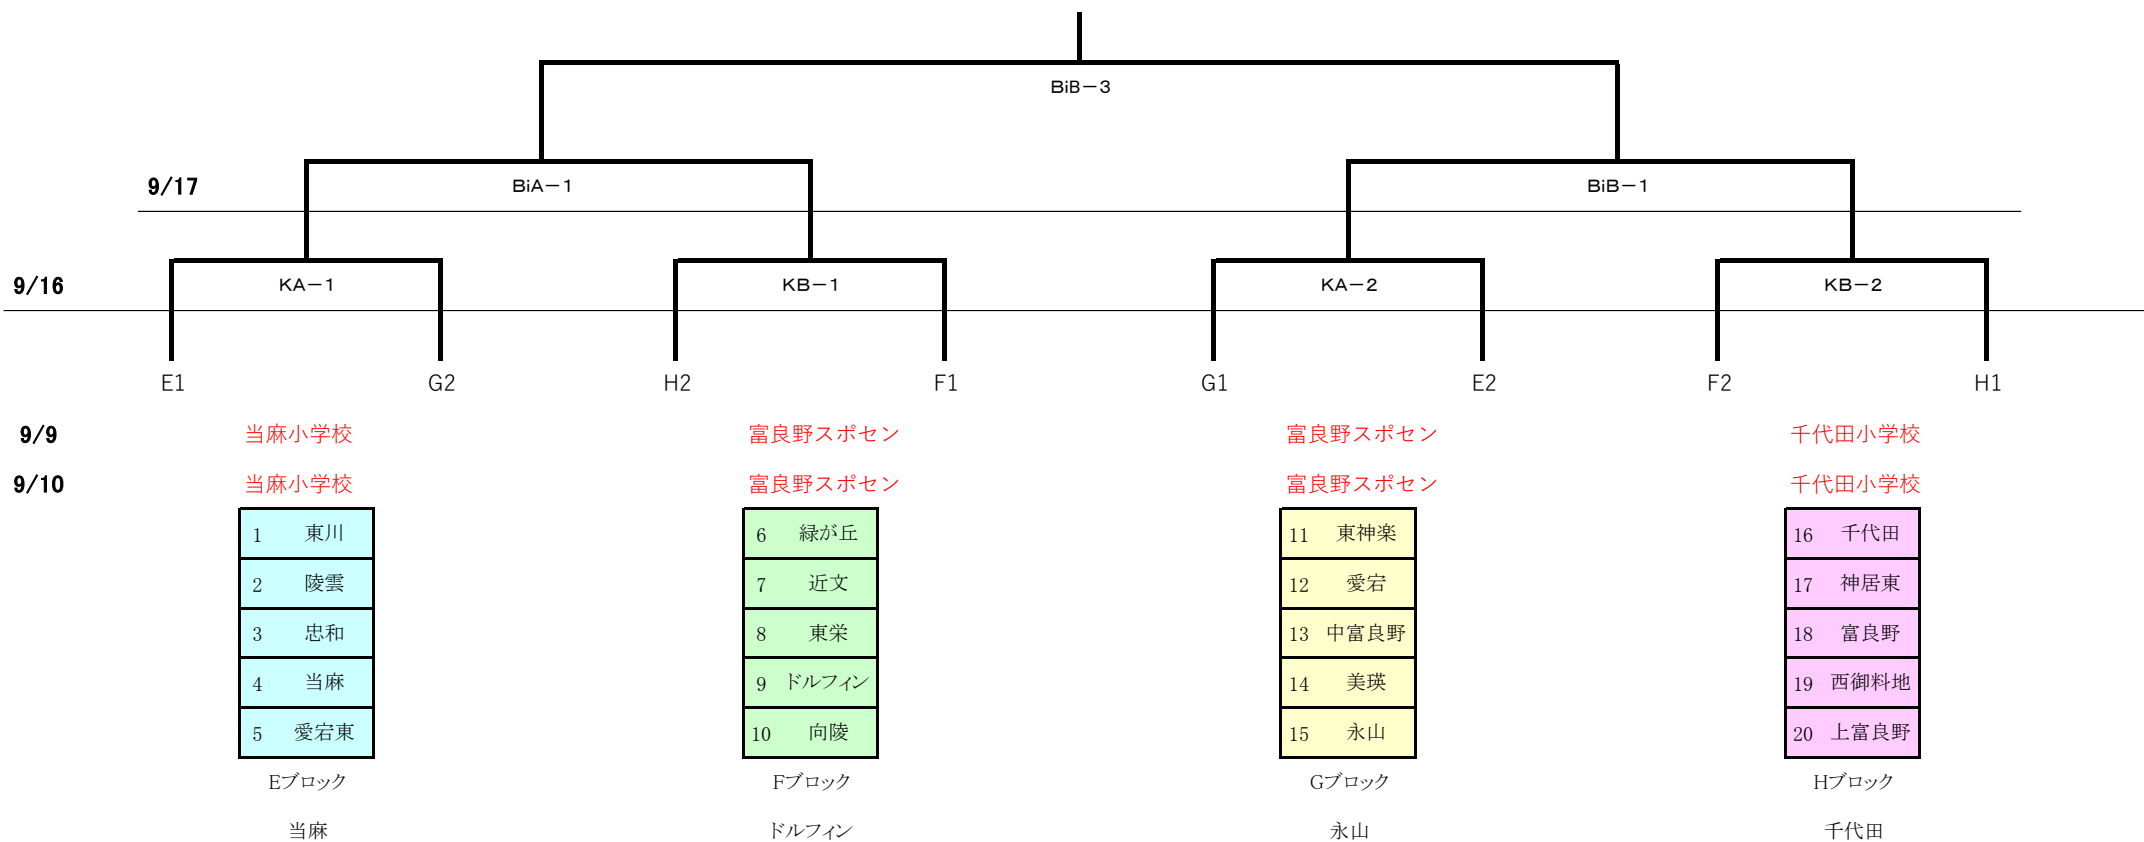 BiB－3
9/17 BiA－1 BiB－1
9/16 KA－1 KB－1 KA－2 KB－2
E1 G2 H2 F1 G1 E2 F2 H1
9/9 当麻小学校 富良野スポセン 富良野スポセン 千代田小学校
9/10 当麻小学校 富良野スポセン 富良野スポセン 千代田小学校
1 東川 6 緑が丘 11 東神楽 16 千代田
2 陵雲 7 近文 12 愛宕 17 神居東
3 忠和 8 東栄 13 中富良野 18 富良野
4 当麻 9 ドルフィン 14 美瑛 19 西御料地
5 愛宕東 10 向陵 15 永山 20 上富良野
Eブロック Fブロック Gブロック Hブロック
当麻 ドルフィン 永山 千代田